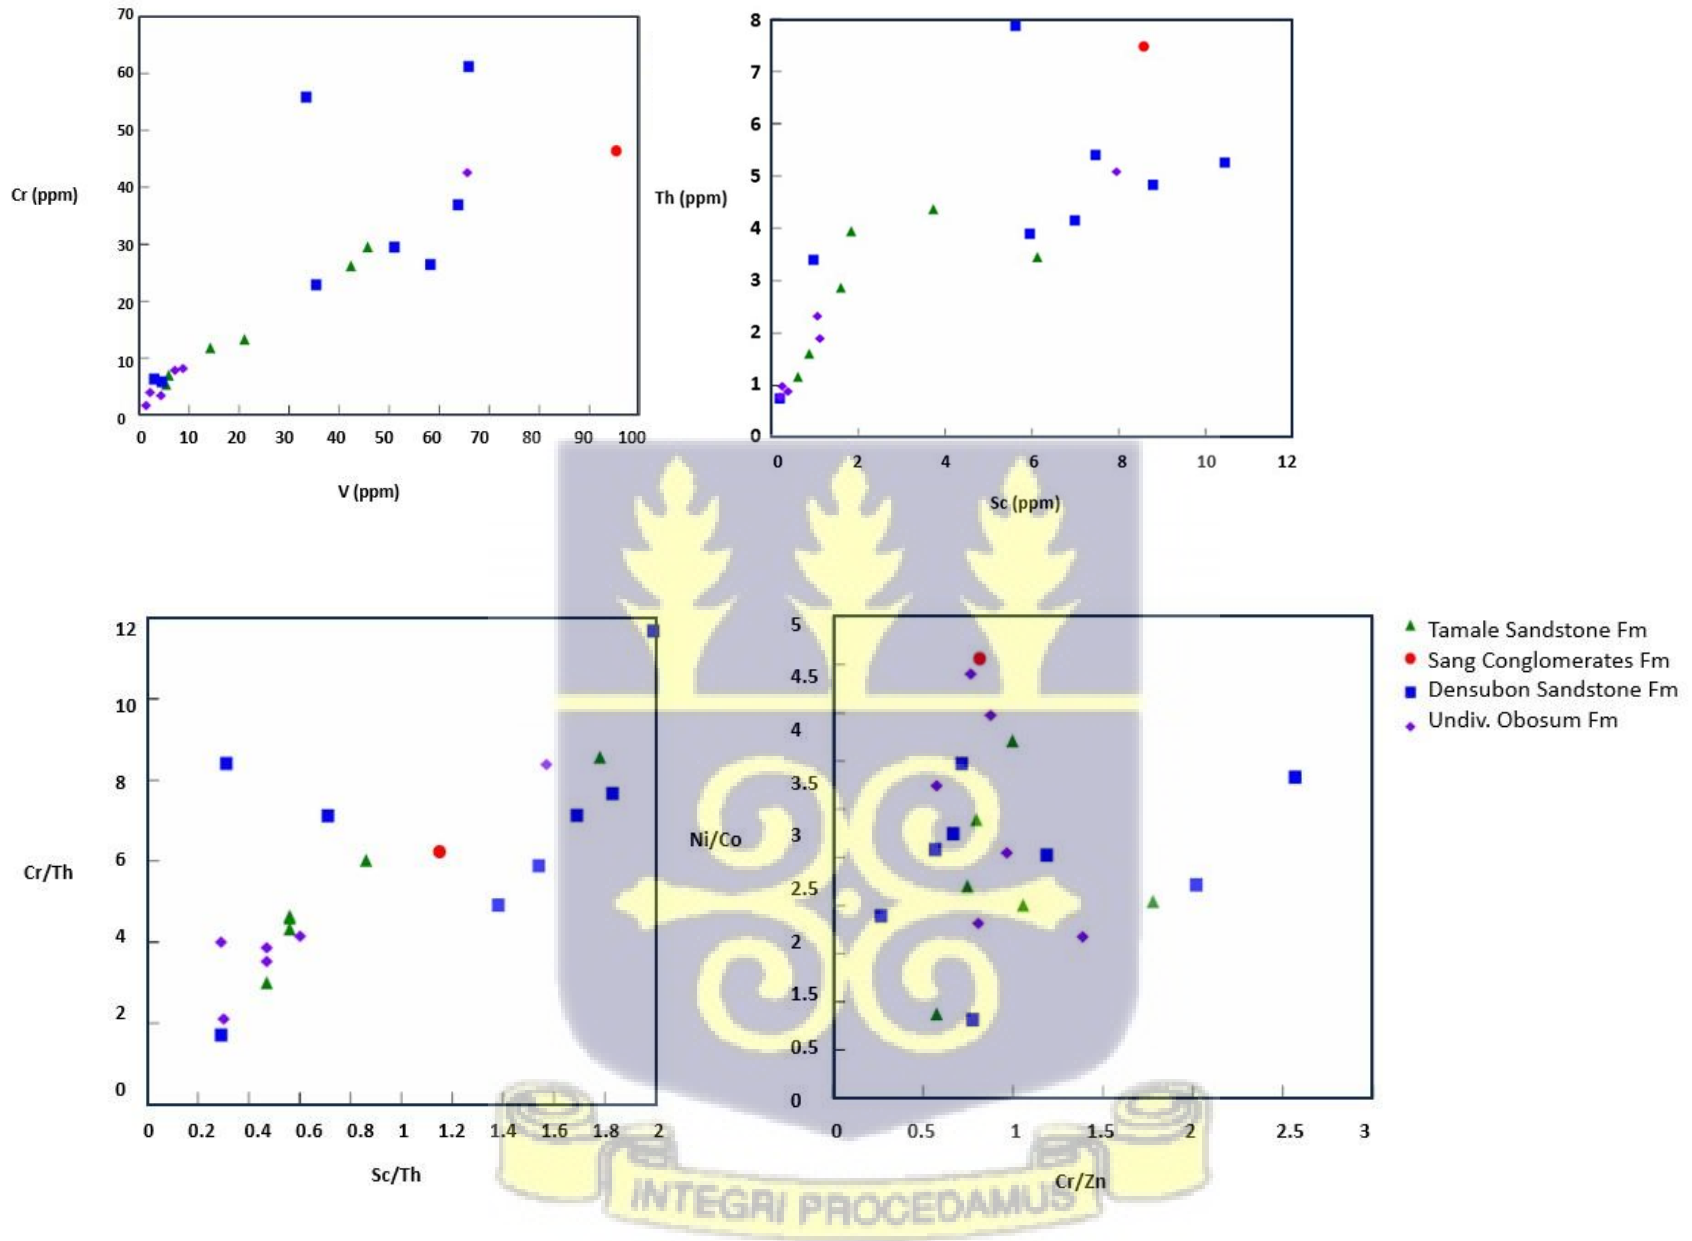 70
60
50
40
30
20
10
0
Cr (ppm)
0 10 20 30 40 50 60 70 80 90 100
V (ppm)
8
7
6
5
4
3
2
1
0
Th (ppm)
0 2 4 6 8 10 12
Sc (ppm)
12
10
8
6
4
2
0
Cr/Th
0 0.2 0.4 0.6 0.8 1 1.2 1.4 1.6 1.8 2
Sc/Th
5
4.5
4
3.5
3
2.5
2
1.5
0.5
0
Ni/Co
0 0.5 1 1.5 2 2.5 3
Cr/Zn
Tamale Sandstone Fm
Sang Conglomerates Fm
Densubon Sandstone Fm
Undiv. Obosum Fm
INTEGRI PROCEDAMUS